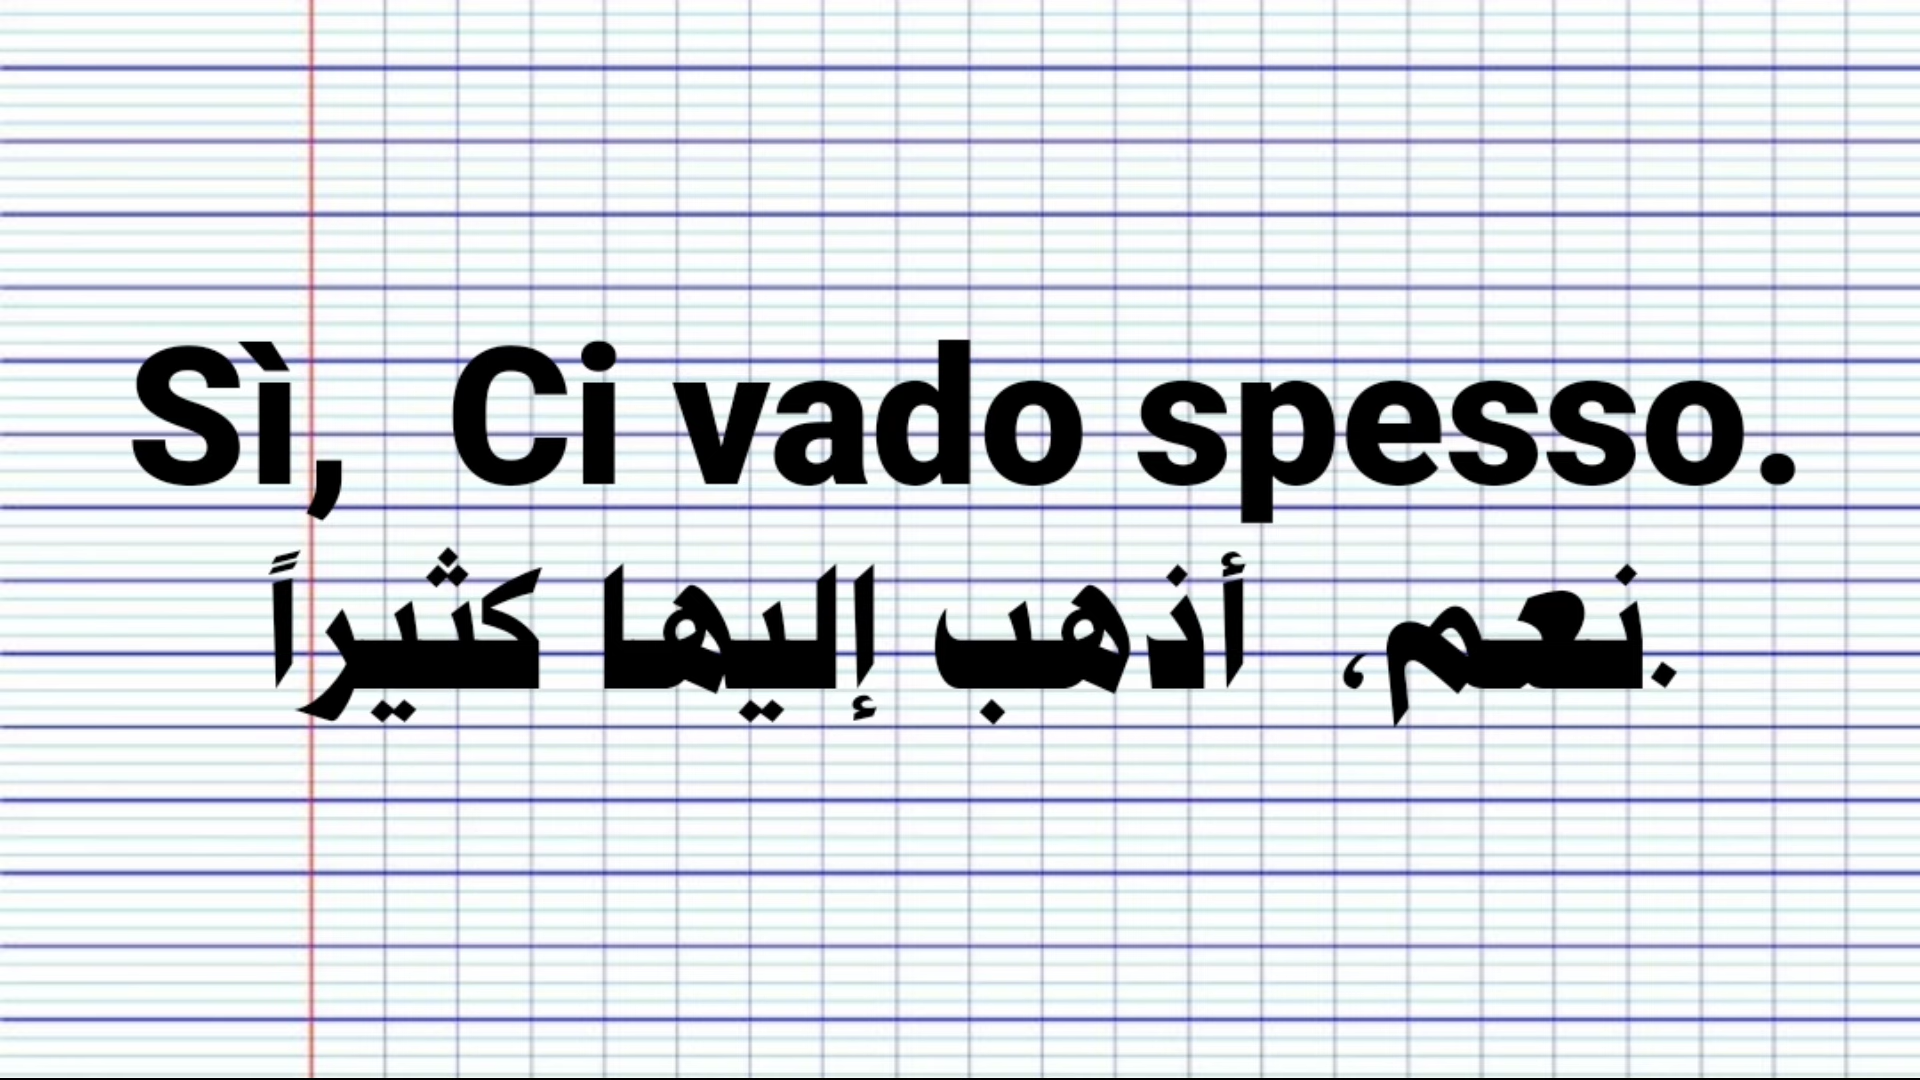 Sì, Ci vado spesso.
نعم، أذهب إليها كثيراً.